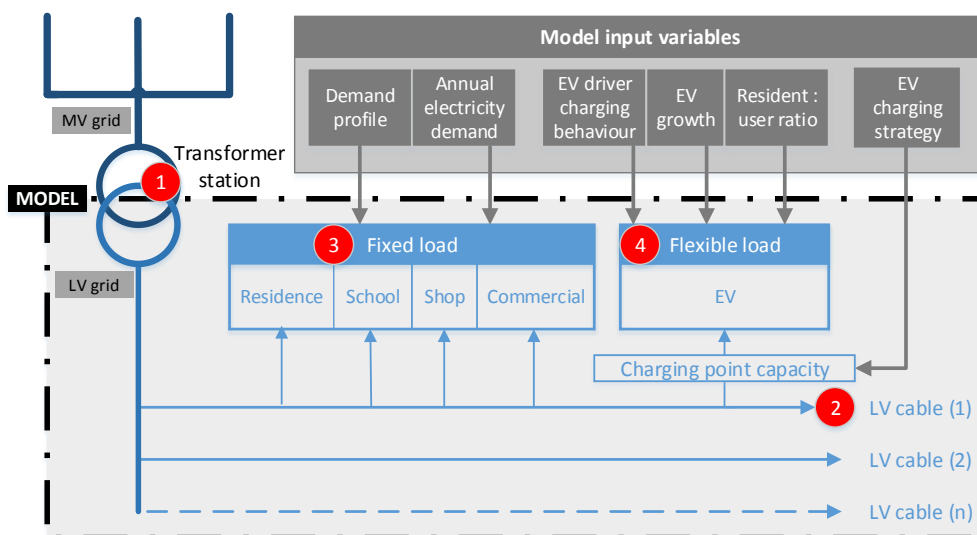 Model input variables
Demand
profile
Annual
electricity
demand
EV driver
charging
behaviour
EV
growth
Resident :
user ratio
EV
charging
strategy
MV grid
Transformer
station
1
MODEL
LV grid
3
Fixed load
4
Flexible load
Residence
School
Shop
Commercial
EV
Charging point capacity
2
LV cable (1)
LV cable (2)
LV cable (n)